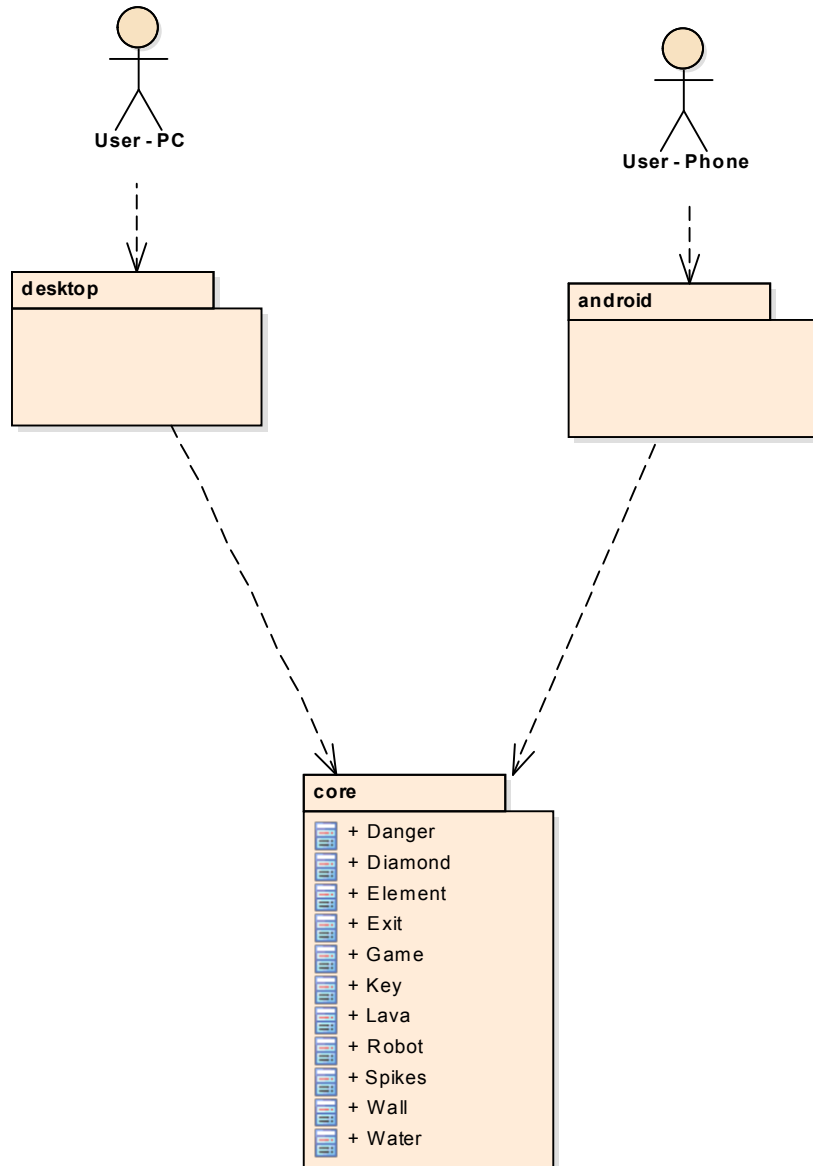 User - PC
User - Phone
desktop
android
core
+ Danger
+ Diamond
+ Element
+ Exit
+ Game
+ Key
+ Lava
+ Robot
+ Spikes
+ Wall
+ Water